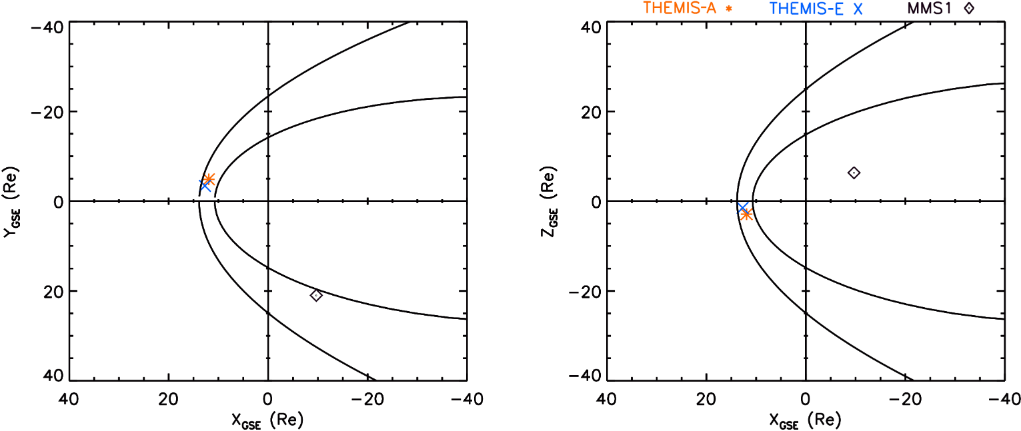 THEMIS-A * THEMIS-E X MMS1 ◇
-40
-20
0
20
40
Y_GSE (Re)
40 20 0 -20 -40
X_GSE (Re)
40
20
0
-20
-40
Z_GSE (Re)
40 20 0 -20 -40
X_GSE (Re)